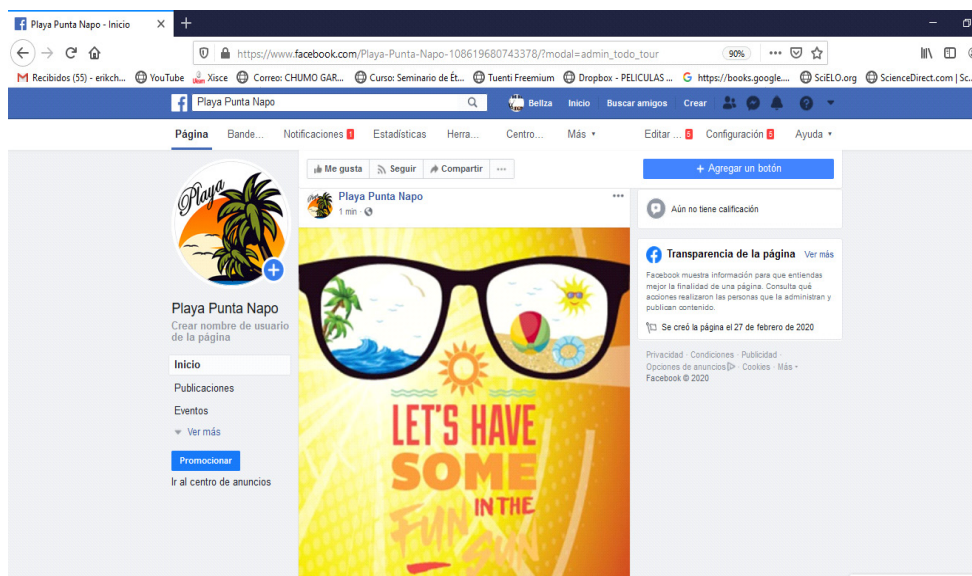 Playa Punta Napo - Inicio
https://www.facebook.com/Playa-Punta-Napo-108619680743378/?modal=admin_todo_tour
90%
Recibidos (55) - erikch... YouTube Xisce Correo: CHUMO GAR... Curso: Seminario de Ét... Tuenti Freemium Dropbox - PELICULAS ... https://books.google.... SciELO.org ScienceDirect.com | Sc...
Playa Punta Napo
Bellza Inicio Buscar amigos Crear
Página Bande... Notificaciones 1 Estadísticas Herra... Centro... Más Editar ... 5 Configuración 5 Ayuda
Me gusta Seguir Compartir ...
+ Agregar un botón
Playa
Playa Punta Napo
Crear nombre de usuario
de la página
Inicio
Publicaciones
Eventos
Ver más
Promocionar
Ir al centro de anuncios
Playa Punta Napo
1 min ·
LET'S HAVE
SOME
IN THE
FUN
SUN
Aún no tiene calificación
Transparencia de la página Ver más
Facebook muestra información para que entiendas
mejor la finalidad de una página. Consulta qué
acciones realizaron las personas que la administran y
publican contenido.
Se creó la página el 27 de febrero de 2020
Privacidad · Condiciones · Publicidad ·
Opciones de anuncios · Cookies · Más
Facebook © 2020